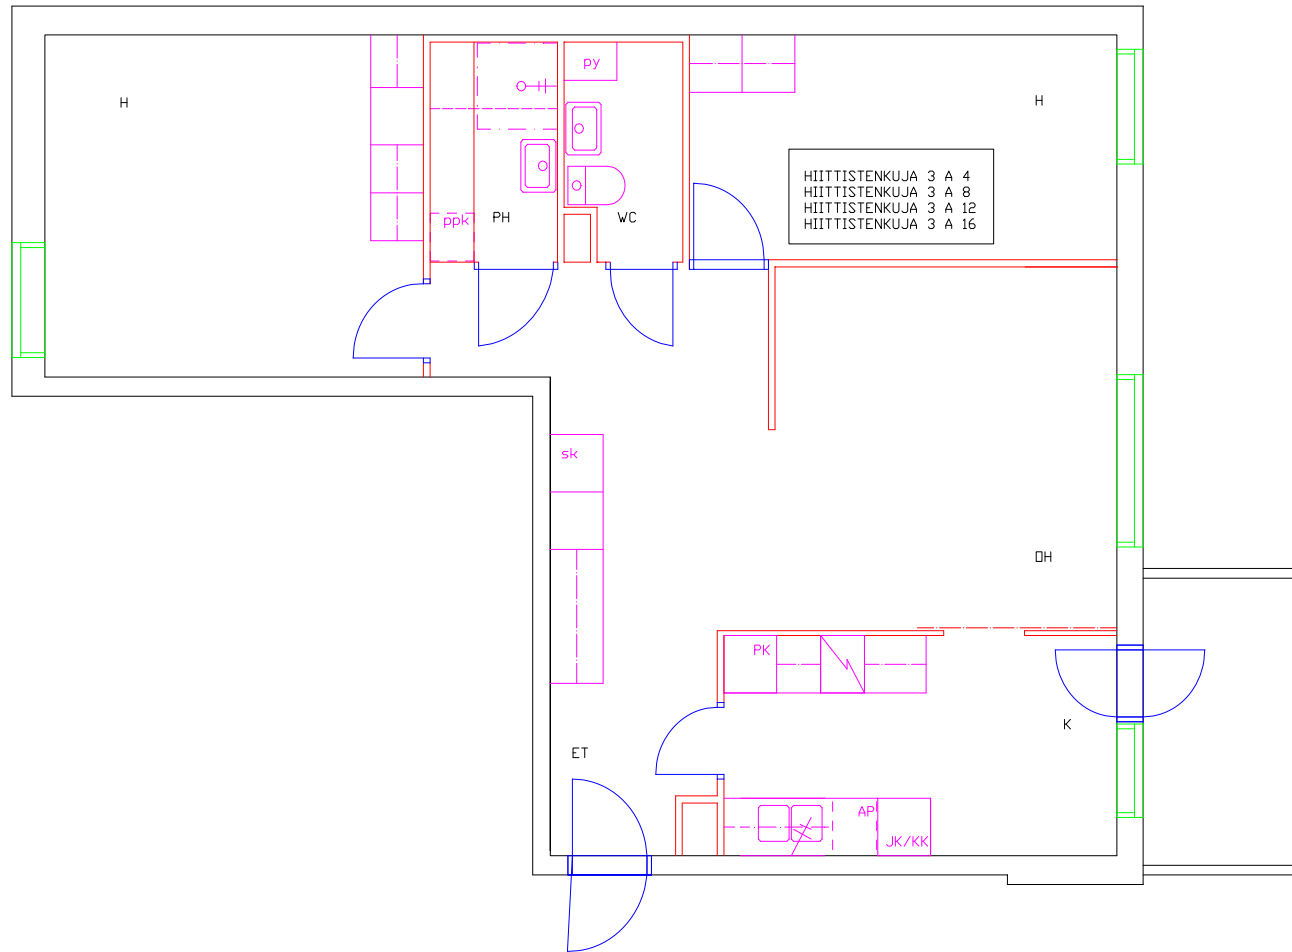 H
py
H
HIITTISTENKUJA 3 A 4
HIITTISTENKUJA 3 A 8
HIITTISTENKUJA 3 A 12
HIITTISTENKUJA 3 A 16
ppk
PH
WC
sk
OH
PK
K
ET
AP
JK/KK